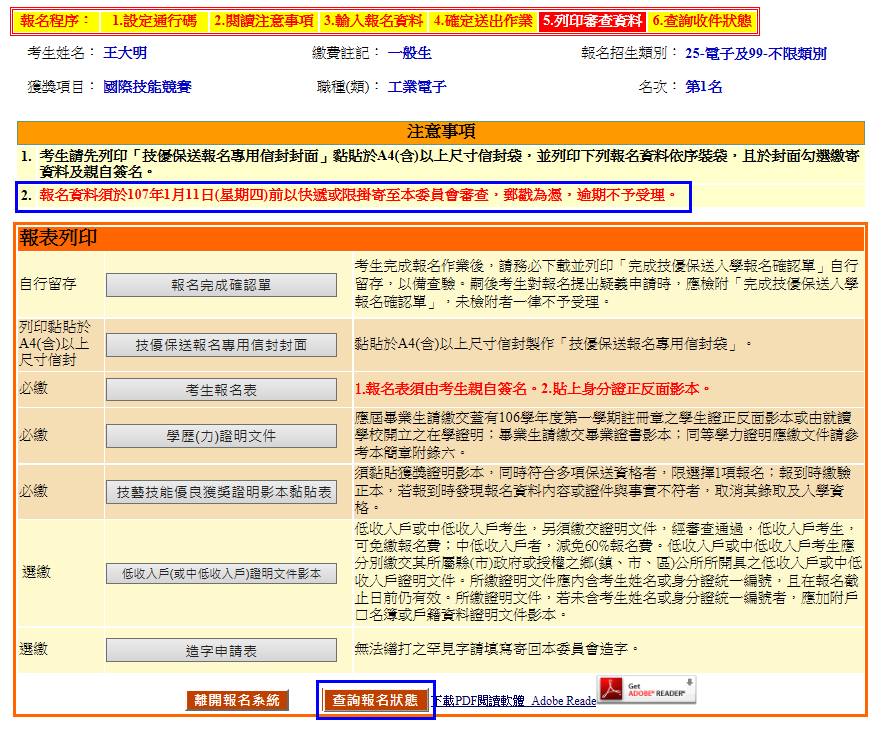 報名程序： 1.設定通行碼 2.閱讀注意事項 3.輸入報名資料 4.確定送出作業 5.列印審查資料 6.查詢收件狀態
考生姓名： 王大明 繳費註記： 一般生 報名招生類別： 25-電子及99-不限類別
獲獎項目： 國際技能競賽 職種(類)： 工業電子 名次： 第1名
注意事項
1. 考生請先列印「技優保送報名專用信封封面」黏貼於A4(含)以上尺寸信封袋，並列印下列報名資料依序裝袋，且於封面勾選繳寄
資料及親自簽名。
2. 報名資料須於107年1月11日(星期四)前以快遞或限掛寄至本委員會審查，郵戳為憑，逾期不予受理。
報表列印
自行留存 報名完成確認單
考生完成報名作業後，請務必下載並列印「完成技優保送入學報名確認單」自行
留存，以備查驗。嗣後考生對報名提出疑義申請時，應檢附「完成技優保送入學
報名確認單」，未檢附者一律不予受理。
列印黏貼於
A4(含)以上
尺寸信封
技優保送報名專用信封封面 黏貼於A4(含)以上尺寸信封製作「技優保送報名專用信封袋」。
必繳 考生報名表 1.報名表須由考生親自簽名。2.貼上身分證正反面影本。
必繳 學歷(力)證明文件
應屆畢業生請繳交蓋有106學年度第一學期註冊章之學生證正反面影本或由就讀
學校開立之在學證明；畢業生請繳交畢業證書影本；同等學力證明應繳文件請參
考本簡章附錄六。
必繳 技藝技能優良獲獎證明影本黏貼表
須黏貼獲獎證明影本，同時符合多項保送資格者，限選擇1項報名；報到時繳驗
正本，若報到時發現報名資料內容或證件與事實不符者，取消其錄取及入學資
格。
選繳 低收入戶(或中低收入戶)證明文件影本
低收入戶或中低收入戶考生，另須繳交證明文件，經審查通過，低收入戶考生，
可免繳報名費；中低收入戶者，減免60%報名費。低收入戶或中低收入戶考生應
分別繳交其所屬縣(市)政府或授權之鄉(鎮、市、區)公所所開具之低收入戶或中低
收入戶證明文件。所繳證明文件應內含考生姓名或身分證統一編號，且在報名截
止日前仍有效。所繳證明文件，若未含考生姓名或身分證統一編號者，應加附戶
口名簿或戶籍資料證明文件影本。
選繳 造字申請表 無法繕打之罕見字請填寫寄回本委員會造字。
離開報名系統 查詢報名狀態 下載PDF閱讀軟體 Adobe Reade
Get
ADOBE® READER®